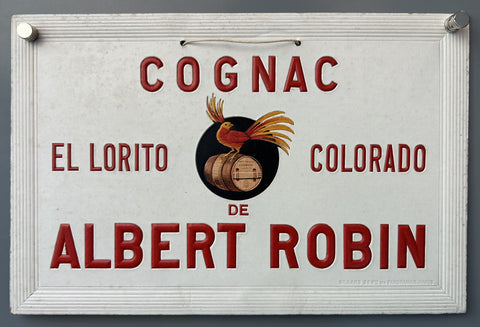 COGNAC
EL LORITO COLORADO
DE
ALBERT ROBIN